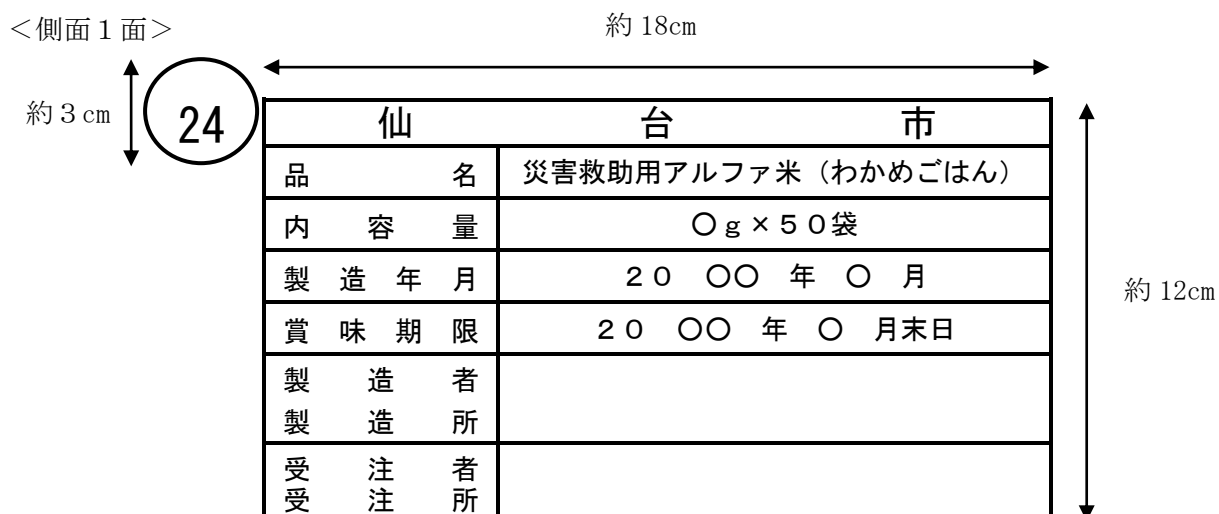 ＜側面１面＞
約 18cm
約３cm
24
仙台市
品名 災害救助用アルファ米（わかめごはん）
内容量 〇ｇ×５０袋
製造年月 ２０ 〇〇 年 〇 月
賞味期限 ２０ 〇〇 年 〇 月末日
約 12cm
製造者
製造所
受注者
受注所